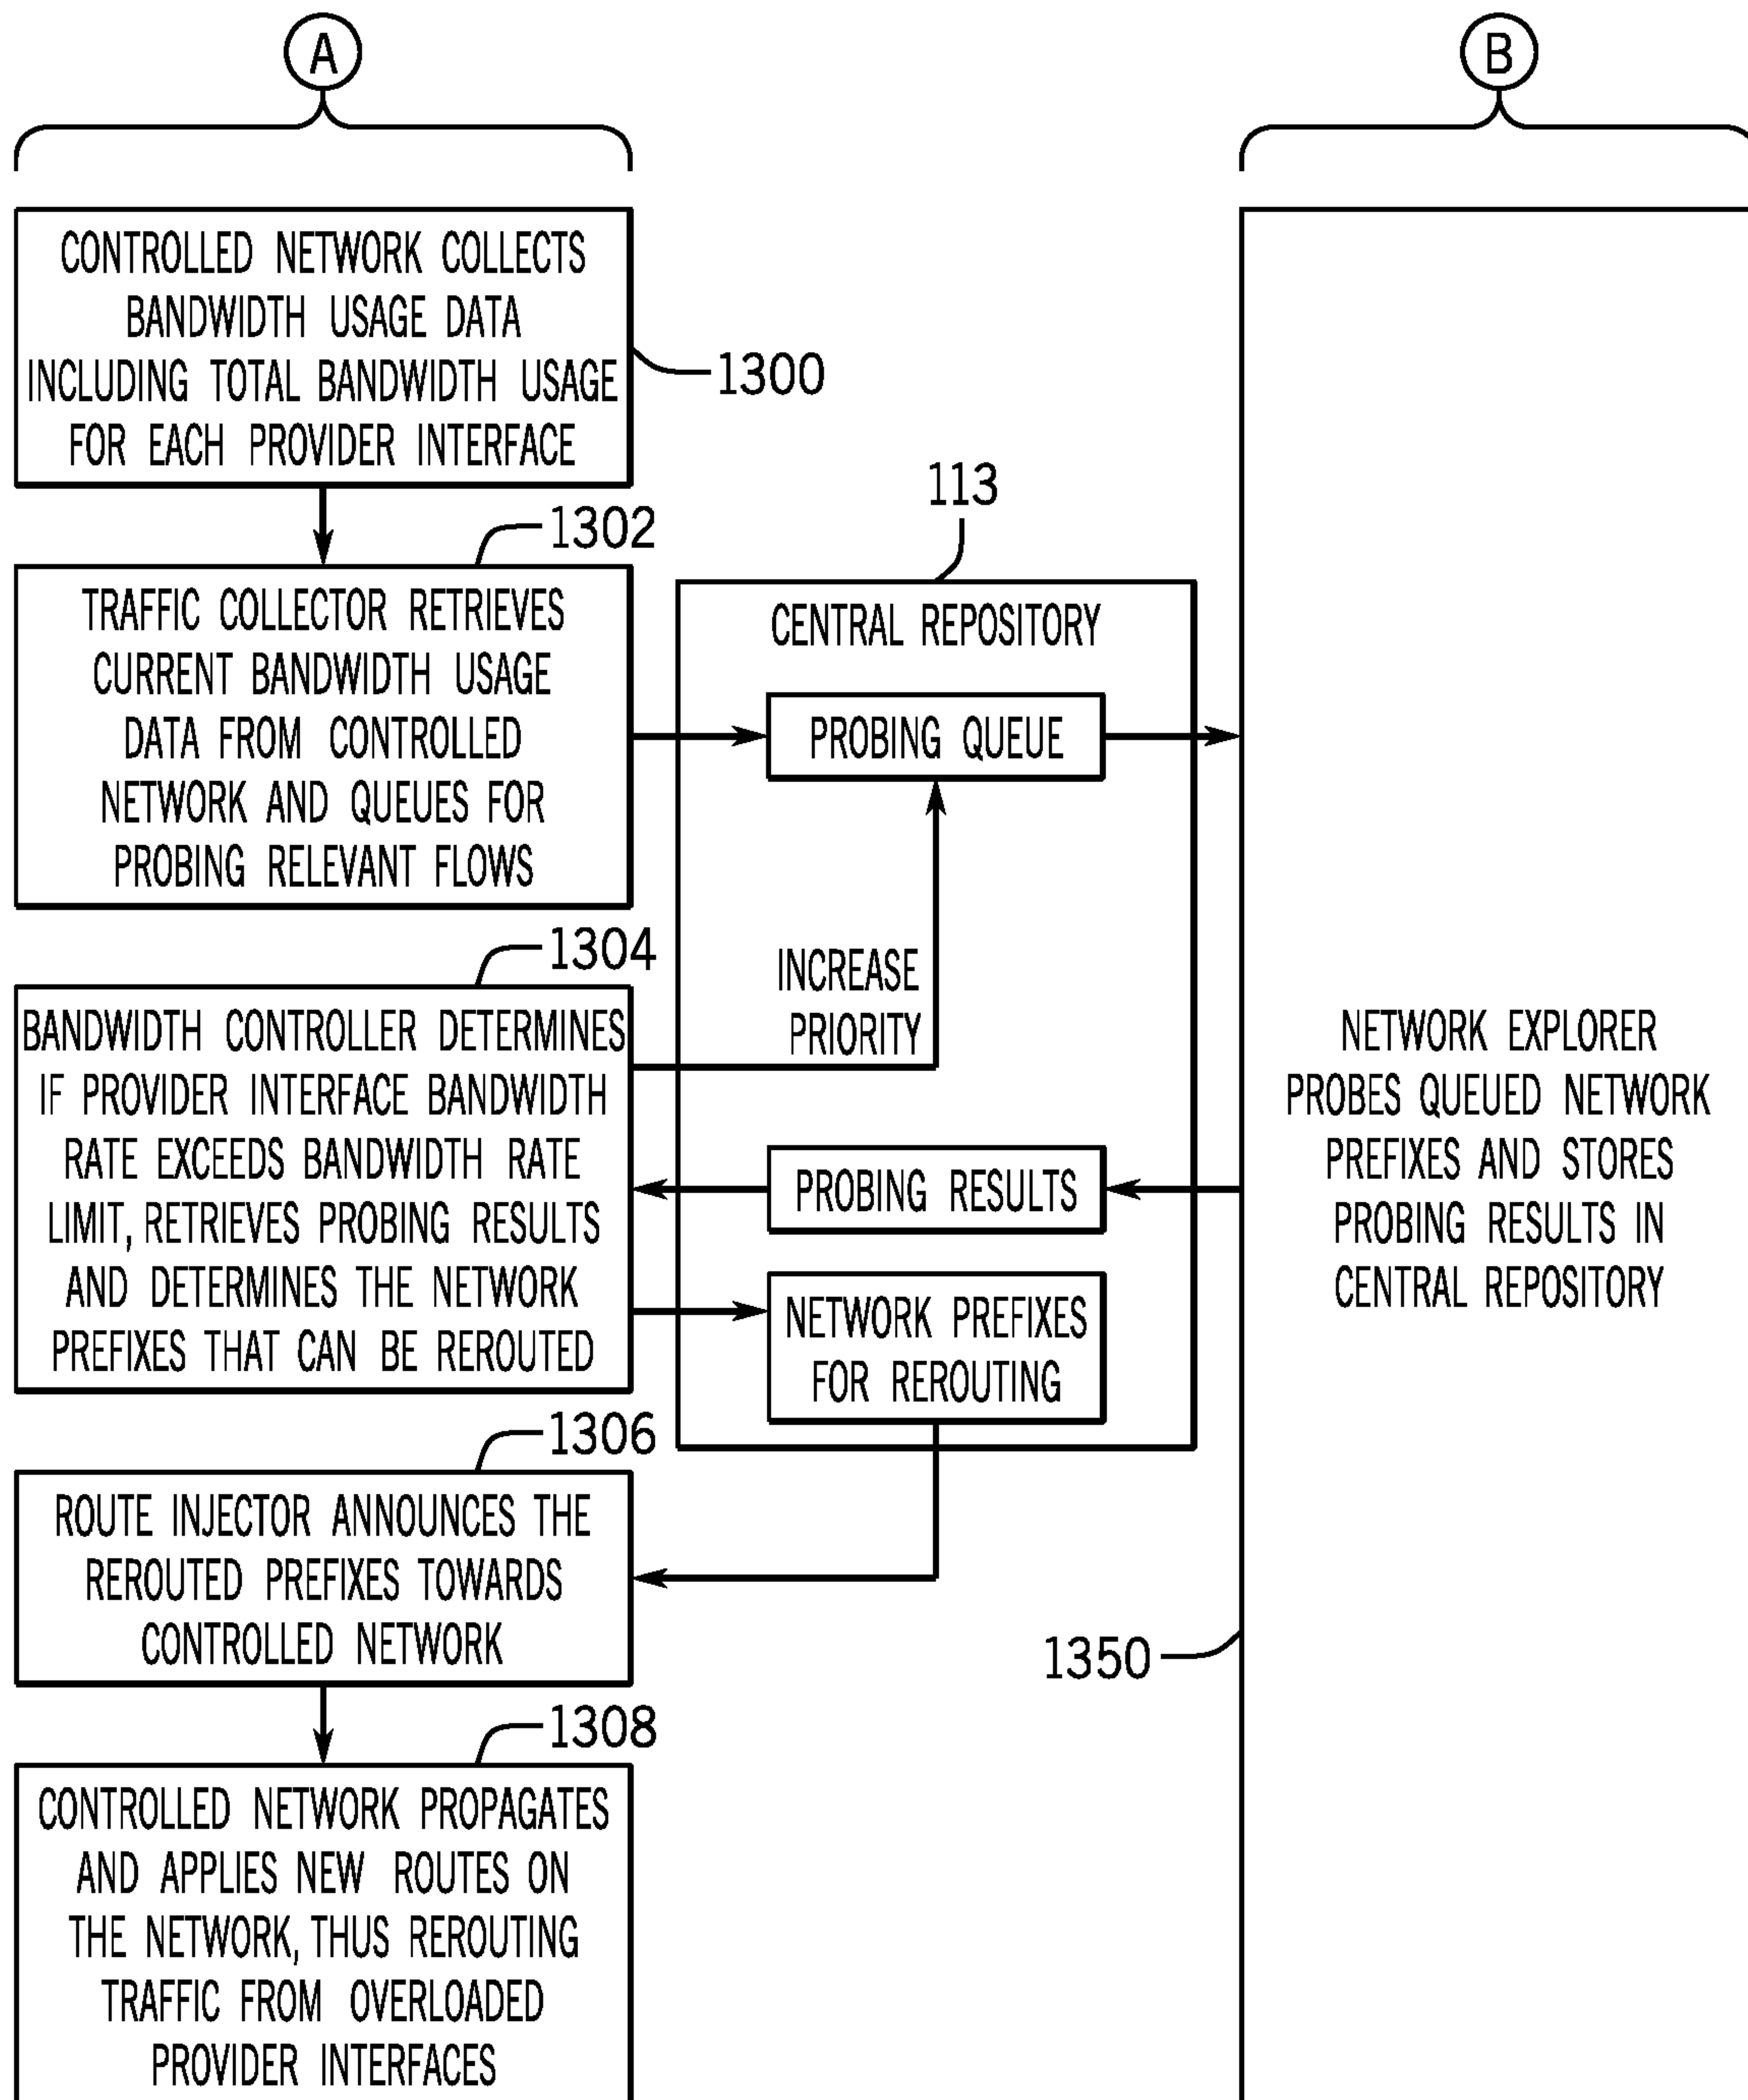 A
B
CONTROLLED NETWORK COLLECTS
BANDWIDTH USAGE DATA
INCLUDING TOTAL BANDWIDTH USAGE
FOR EACH PROVIDER INTERFACE
1300
1302
TRAFFIC COLLECTOR RETRIEVES
CURRENT BANDWIDTH USAGE
DATA FROM CONTROLLED
NETWORK AND QUEUES FOR
PROBING RELEVANT FLOWS
113
CENTRAL REPOSITORY
PROBING QUEUE
INCREASE
PRIORITY
PROBING RESULTS
NETWORK PREFIXES
FOR REROUTING
1304
BANDWIDTH CONTROLLER DETERMINES
IF PROVIDER INTERFACE BANDWIDTH
RATE EXCEEDS BANDWIDTH RATE
LIMIT, RETRIEVES PROBING RESULTS
AND DETERMINES THE NETWORK
PREFIXES THAT CAN BE REROUTED
NETWORK EXPLORER
PROBES QUEUED NETWORK
PREFIXES AND STORES
PROBING RESULTS IN
CENTRAL REPOSITORY
1350
1306
ROUTE INJECTOR ANNOUNCES THE
REROUTED PREFIXES TOWARDS
CONTROLLED NETWORK
1308
CONTROLLED NETWORK PROPAGATES
AND APPLIES NEW ROUTES ON
THE NETWORK, THUS REROUTING
TRAFFIC FROM OVERLOADED
PROVIDER INTERFACES